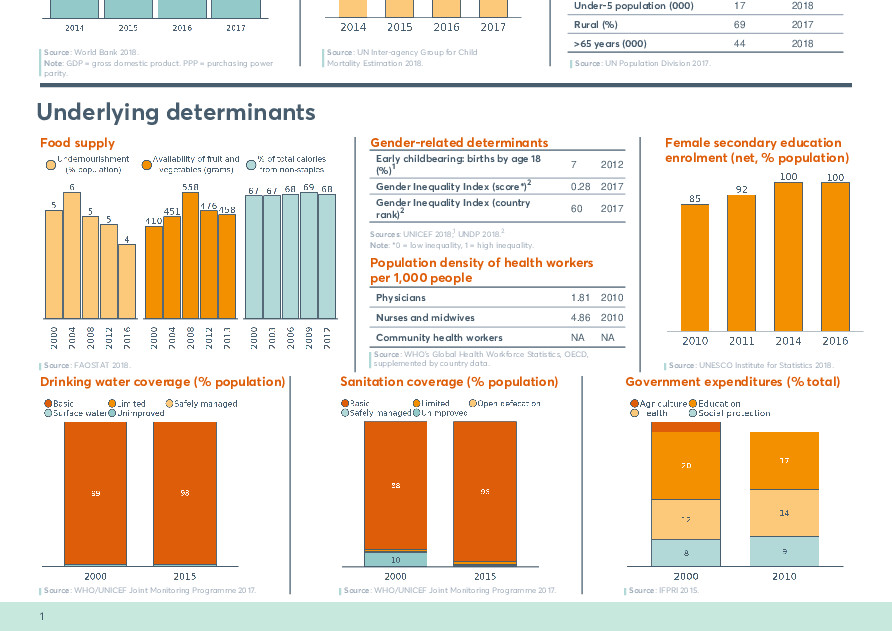 2014 2015 2016 2017
Source: World Bank 2018.
Note: GDP = gross domestic product. PPP = purchasing power
parity.
2014 2015 2016 2017
Source: UN Inter-agency Group for Child
Mortality Estimation 2018.
Under-5 population (000) 17 2018
Rural (%) 69 2017
>65 years (000) 44 2018
Source: UN Population Division 2017.
Underlying determinants
Food supply
Undernourishment
(% population)
Availability of fruit and
vegetables (grams)
% of total calories
from non-staples
5 6 5 5 4
410 451 558 476 458
67 67 68 69 68
2000 2004 2008 2012 2016
2000 2004 2008 2012
2000 2006 2009 2012
Source: FAOSTAT 2018.
Gender-related determinants
Early childbearing: births by age 18
(%)1 7 2012
Gender Inequality Index (score*)2 0.28 2017
Gender Inequality Index (country
rank)2 60 2017
Sources: UNICEF 2018;1 UNDP 2018.2
Note: *0 = low inequality, 1 = high inequality.
Population density of health workers
per 1,000 people
Physicians 1.81 2010
Nurses and midwives 4.86 2010
Community health workers NA NA
Source: WHO's Global Health Workforce Statistics, OECD,
supplemented by country data.
Female secondary education
enrolment (net, % population)
85 92 100 100
2010 2011 2014 2016
Source: UNESCO Institute for Statistics 2018.
Drinking water coverage (% population)
Basic Limited Safely managed
Surface water Unimproved
99 98
2000 2015
Source: WHO/UNICEF Joint Monitoring Programme 2017.
Sanitation coverage (% population)
Basic Limited Open defecation
Safely managed Unimproved
10
2000 2015
Source: WHO/UNICEF Joint Monitoring Programme 2017.
Government expenditures (% total)
Agriculture Education
Health Social protection
20 17
12 14
8 9
2000 2010
Source: IFPRI 2015.
1